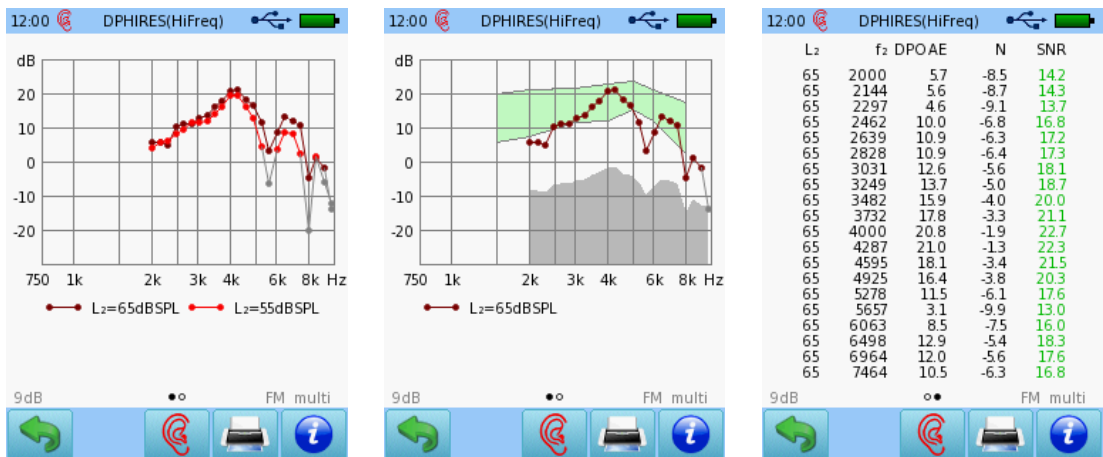 12:00 DPHIRES(HiFreq)
dB
20
10
0
-10
-20
750 1k 2k 3k 4k 6k 8k Hz
L₂=65dBSPL L₂=55dBSPL
9dB FM multi
12:00 DPHIRES(HiFreq)
dB
20
10
0
-10
-20
750 1k 2k 3k 4k 6k 8k Hz
L₂=65dBSPL
9dB FM multi
12:00 DPHIRES(HiFreq)
L₂ f₂ DPOAE N SNR
65 2000 5.7 -8.5 14.2
65 2144 5.6 -8.7 14.3
65 2297 4.6 -9.1 13.7
65 2462 10.0 -6.8 16.8
65 2639 10.9 -6.3 17.2
65 2828 10.9 -6.4 17.3
65 3031 12.6 -5.6 18.1
65 3249 13.7 -5.0 18.7
65 3482 15.9 -4.0 20.0
65 3732 17.8 -3.3 21.1
65 4000 20.8 -1.9 22.7
65 4287 21.0 -1.3 22.3
65 4595 18.1 -3.4 21.5
65 4925 16.4 -3.8 20.3
65 5278 11.5 -6.1 17.6
65 5657 3.1 -9.9 13.0
65 6063 8.5 -7.5 16.0
65 6498 12.9 -5.4 18.3
65 6964 12.0 -5.6 17.6
65 7464 10.5 -6.3 16.8
9dB FM multi